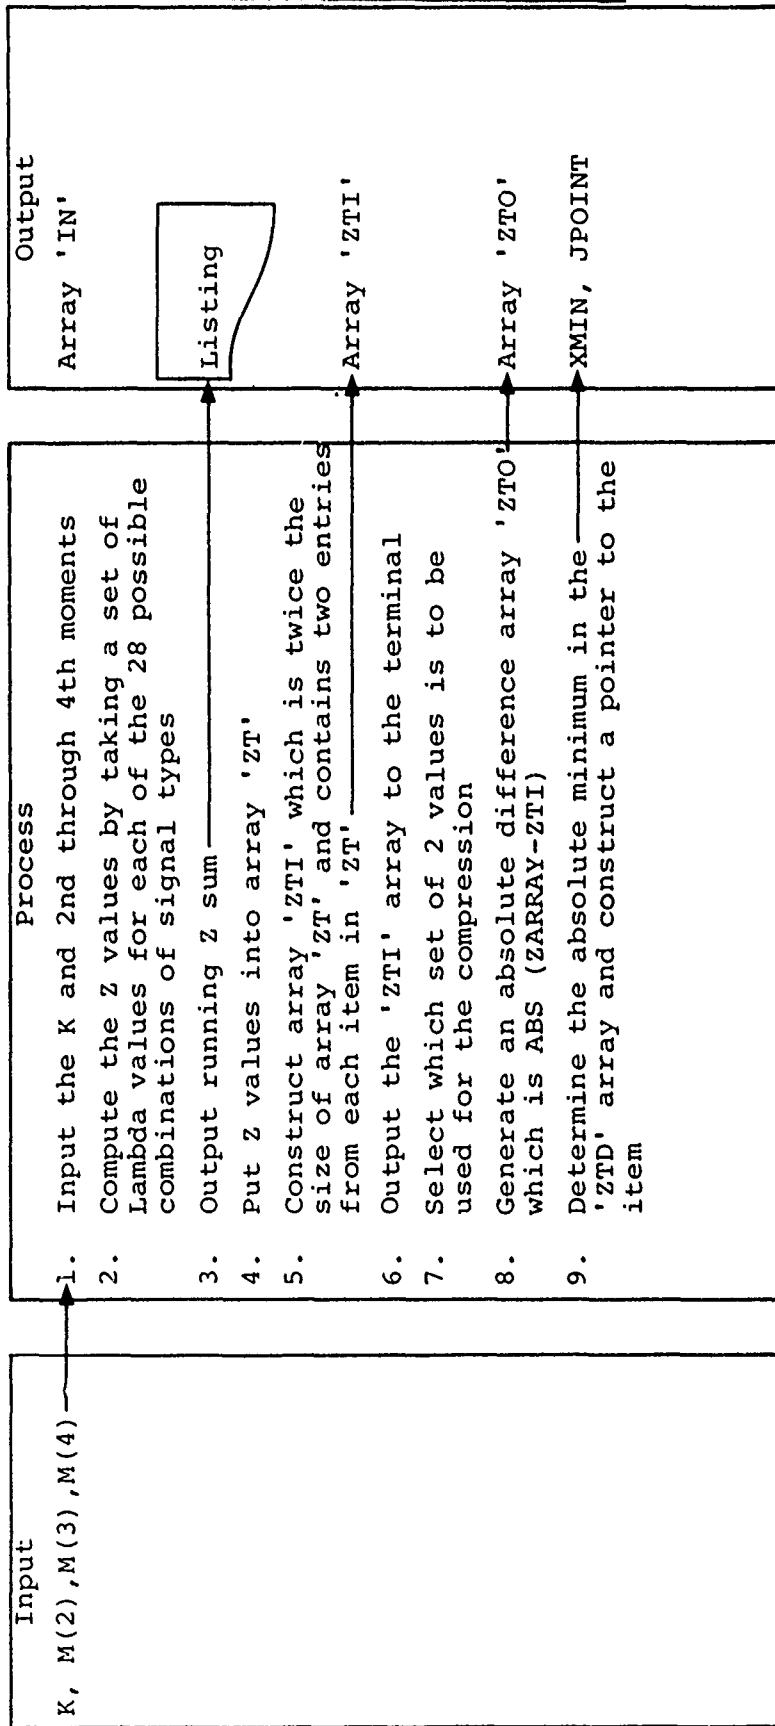 Input
K, M(2),M(3),M(4)
Process
1. Input the K and 2nd through 4th moments
2. Compute the Z values by taking a set of
Lambda values for each of the 28 possible
combinations of signal types
3. Output running Z sum
4. Put Z values into array 'ZT'
5. Construct array 'ZTI' which is twice the
size of array 'ZT' and contains two entries
from each item in 'ZT'
6. Output the 'ZTI' array to the terminal
7. Select which set of 2 values is to be
used for the compression
8. Generate an absolute difference array 'ZTO'
which is ABS (ZARRAY-ZTI)
9. Determine the absolute minimum in the
'ZTD' array and construct a pointer to the
item
Output
Array 'IN'
Listing
Array 'ZTI'
Array 'ZTO'
XMIN, JPOINT